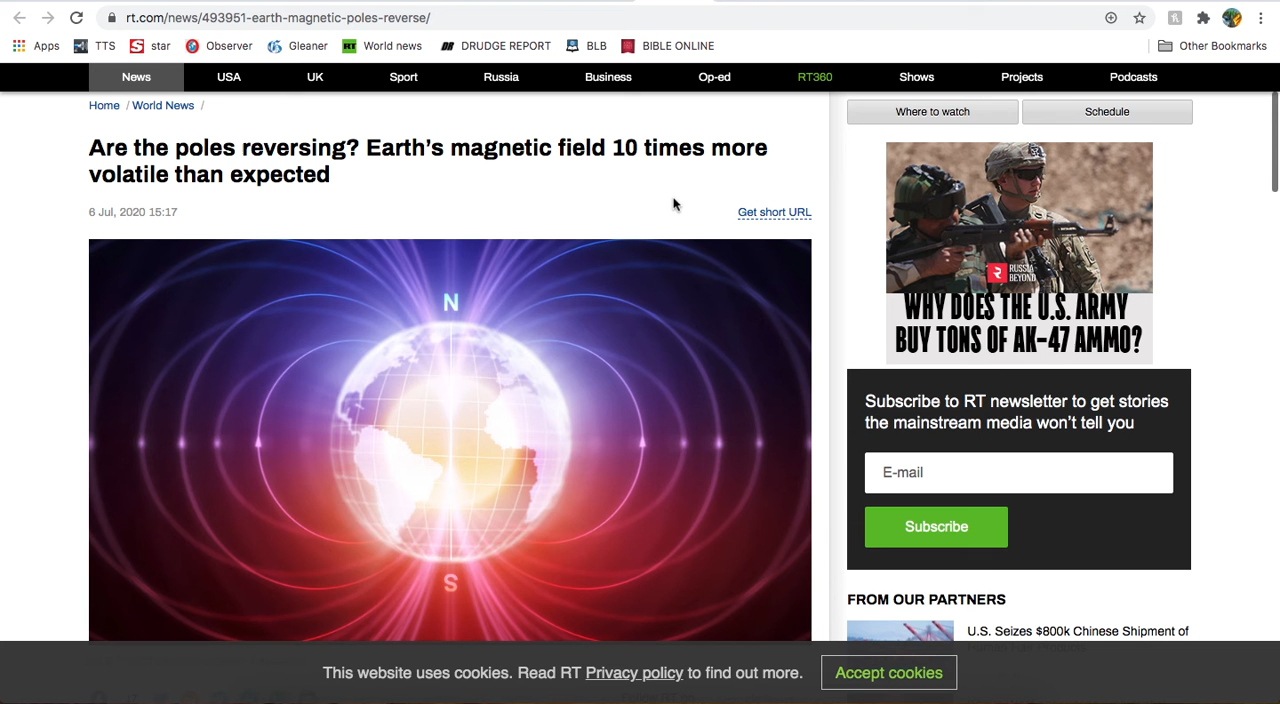 rt.com/news/493951-earth-magnetic-poles-reverse/
Apps TTS star Observer Gleaner World news DRUDGE REPORT BLB BIBLE ONLINE Other Bookmarks
News USA UK Sport Russia Business Op-ed RT360 Shows Projects Podcasts
Home / World News /
Are the poles reversing? Earth’s magnetic field 10 times more
volatile than expected
6 Jul, 2020 15:17
Get short URL
N
S
Where to watch
Schedule
RUSSIA
BEYOND
WHY DOES THE U.S. ARMY
BUY TONS OF AK-47 AMMO?
Subscribe to RT newsletter to get stories
the mainstream media won’t tell you
E-mail
Subscribe
FROM OUR PARTNERS
U.S. Seizes $800k Chinese Shipment of
This website uses cookies. Read RT Privacy policy to find out more.
Accept cookies